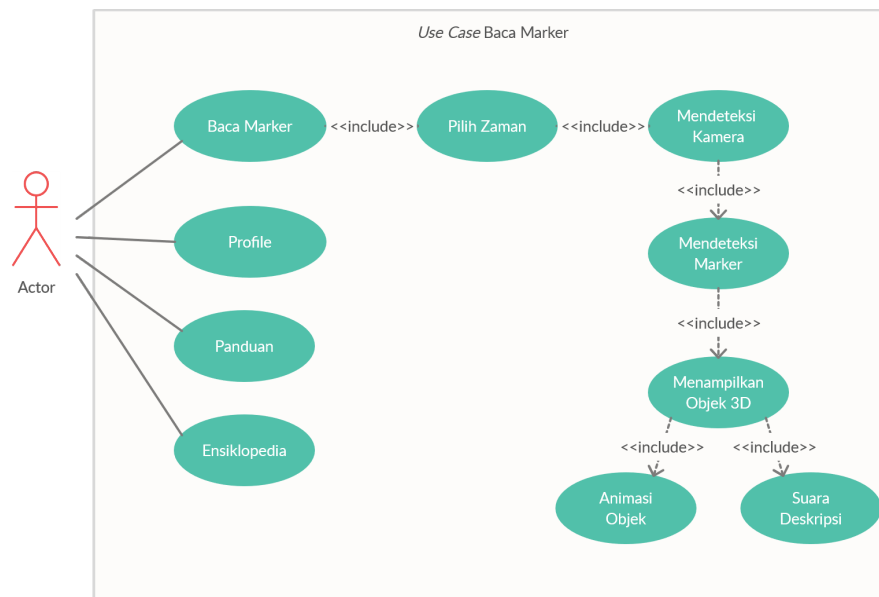 Use Case Baca Marker
Baca Marker
<<include>>
Pilih Zaman
<<include>>
Mendeteksi
Kamera
<<include>>
Profile
Mendeteksi
Marker
Actor
<<include>>
Panduan
Menampilkan
Objek 3D
Ensiklopedia
<<include>>
<<include>>
Animasi
Objek
Suara
Deskripsi